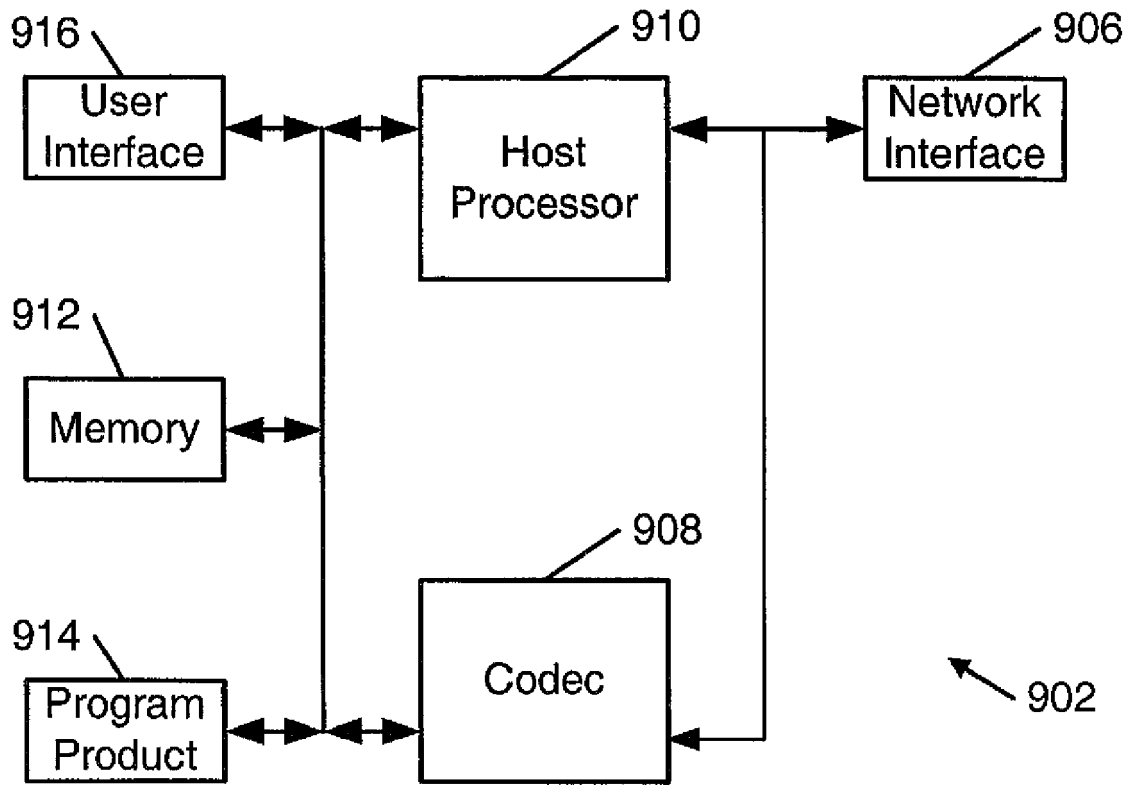 916
910
906
User
Interface
Host
Processor
Network
Interface
912
Memory
908
914
Program
Product
Codec
902